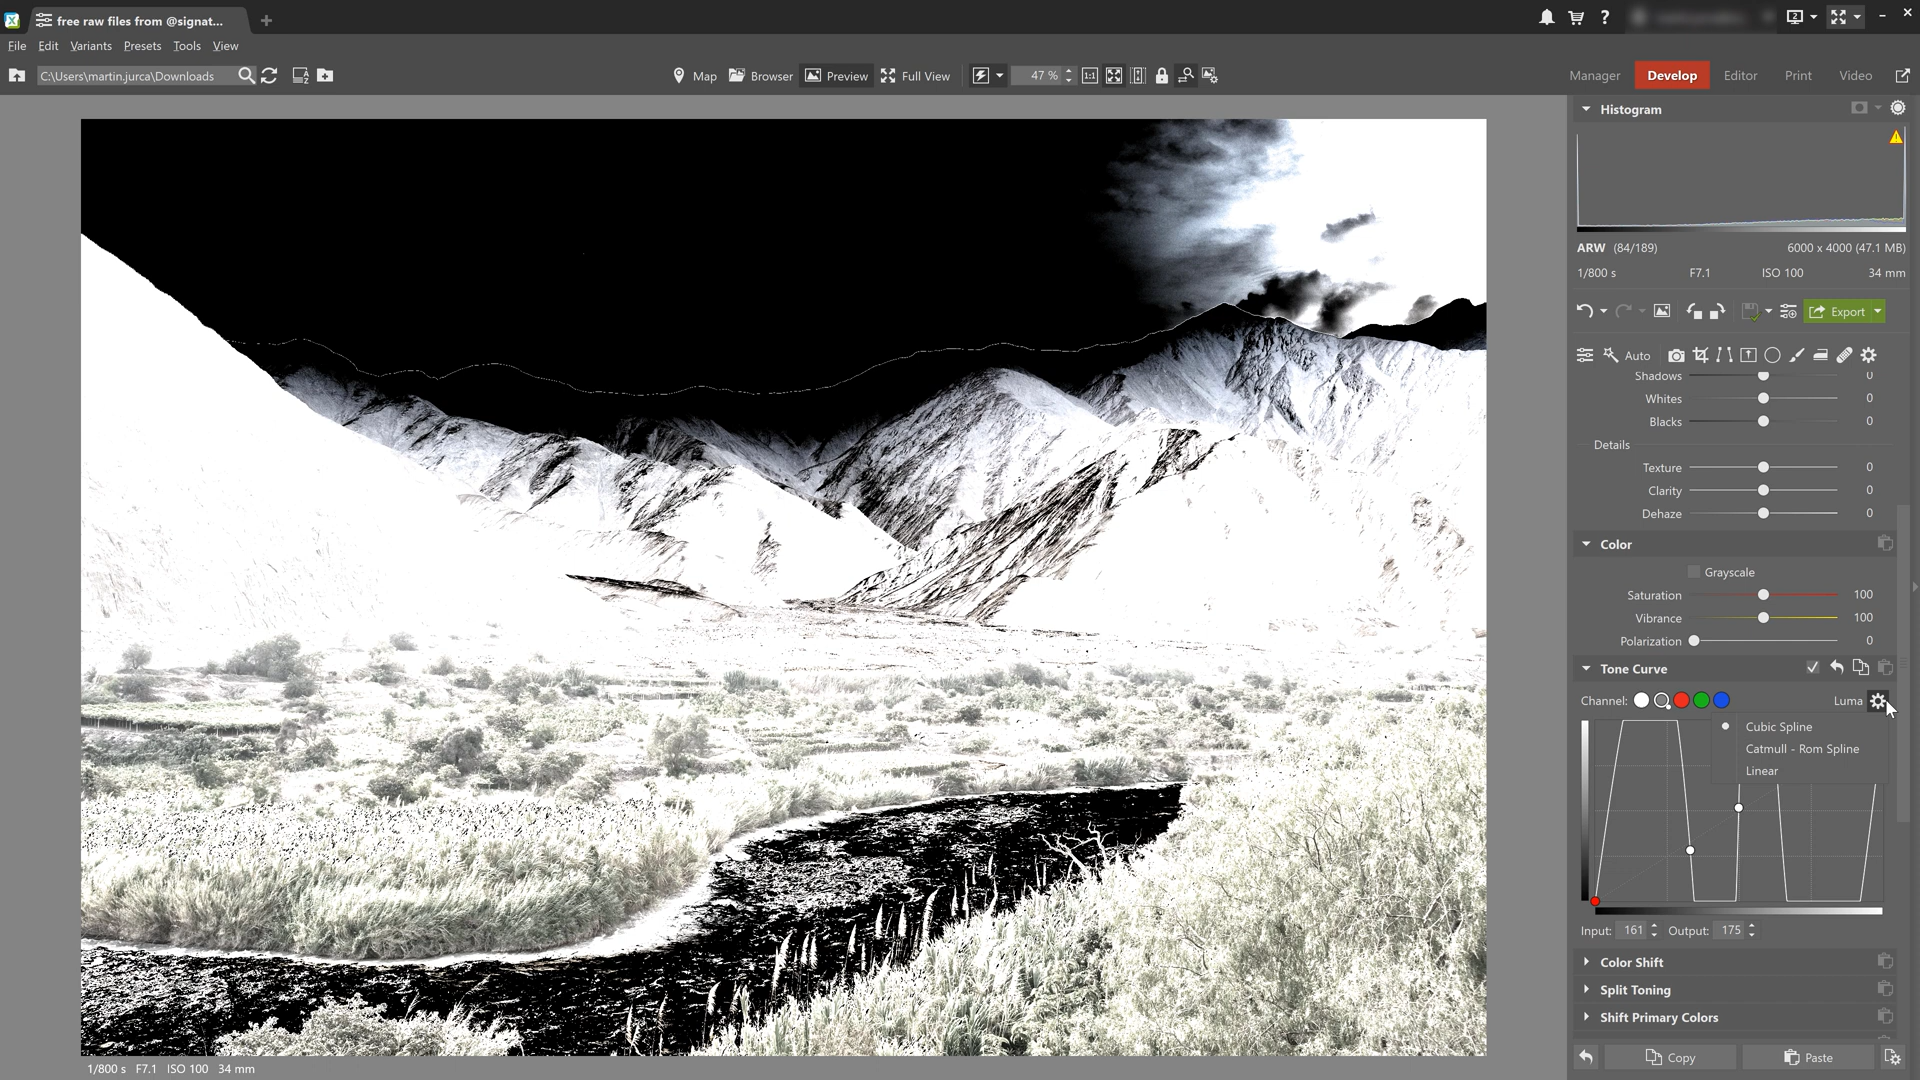 free raw files from @signat...
File Edit Variants Presets Tools View
C:\Users\martin.jurca\Downloads Map Browser Preview Full View 47 % 1:1 Manager Develop Editor Print Video
Histogram
ARW (84/189) 6000 x 4000 (47.1 MB)
1/800 s F7.1 ISO 100 34 mm
Export
Auto
Shadows 0
Whites 0
Blacks 0
Details
Texture 0
Clarity 0
Dehaze 0
Color
Grayscale
Saturation 100
Vibrance 100
Polarization 0
Tone Curve
Channel: Luma
Cubic Spline
Catmull - Rom Spline
Linear
Input: 161 Output: 175
Color Shift
Split Toning
Shift Primary Colors
Copy Paste
1/800 s F7.1 ISO 100 34 mm